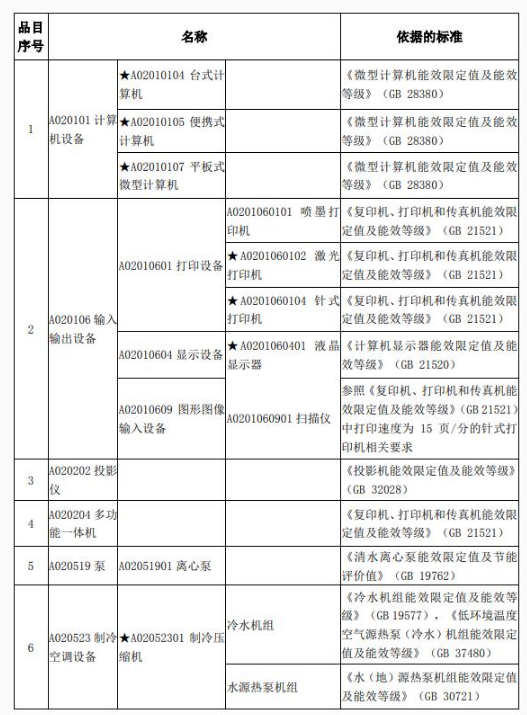 品目
序号
名称
依据的标准
1
A020101 计算
机设备
★A02010104 台式计
算机
《微型计算机能效限定值及能效
等级》（GB 28380）
★A02010105 便携式
计算机
《微型计算机能效限定值及能效
等级》（GB 28380）
★A02010107 平板式
微型计算机
《微型计算机能效限定值及能效
等级》（GB 28380）
2
A020106 输入
输出设备
A02010601 打印设备
A0201060101 喷墨打
印机
《复印机、打印机和传真机能效限
定值及能效等级》（GB 21521）
★A0201060102 激光
打印机
《复印机、打印机和传真机能效限
定值及能效等级》（GB 21521）
★A0201060104 针式
打印机
《复印机、打印机和传真机能效限
定值及能效等级》（GB 21521）
A02010604 显示设备
★A0201060401 液晶
显示器
《计算机显示器能效限定值及能
效等级》（GB 21520）
A02010609 图形图像
输入设备
A0201060901 扫描仪
参照《复印机、打印机和传真机能
效限定值及能效等级》（GB 21521）
中打印速度为 15 页/分的针式打
印机相关要求
3
A020202 投影
仪
《投影机能效限定值及能效等级》
（GB 32028）
4
A020204 多功
能一体机
《复印机、打印机和传真机能效限
定值及能效等级》（GB 21521）
5
A020519 泵
A02051901 离心泵
《清水离心泵能效限定值及节能
评价值》（GB 19762）
6
A020523 制冷
空调设备
★A02052301 制冷压
缩机
冷水机组
《冷水机组能效限定值及能效等
级》（GB 19577），《低环境温度
空气源热泵（冷水）机组能效限定
值及能效等级》（GB 37480）
水源热泵机组
《水（地）源热泵机组能效限定值
及能效等级》（GB 30721）